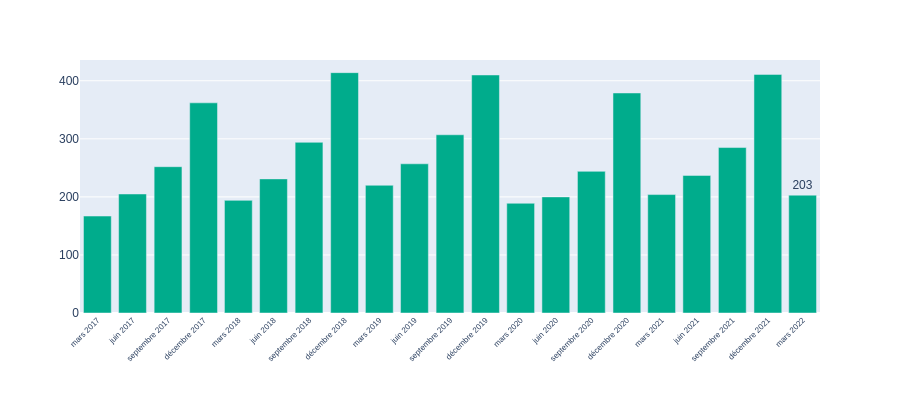 400
300
200
100
0
203
mars 2017
juin 2017
septembre 2017
décembre 2017
mars 2018
juin 2018
septembre 2018
décembre 2018
mars 2019
juin 2019
septembre 2019
décembre 2019
mars 2020
juin 2020
septembre 2020
décembre 2020
mars 2021
juin 2021
septembre 2021
décembre 2021
mars 2022